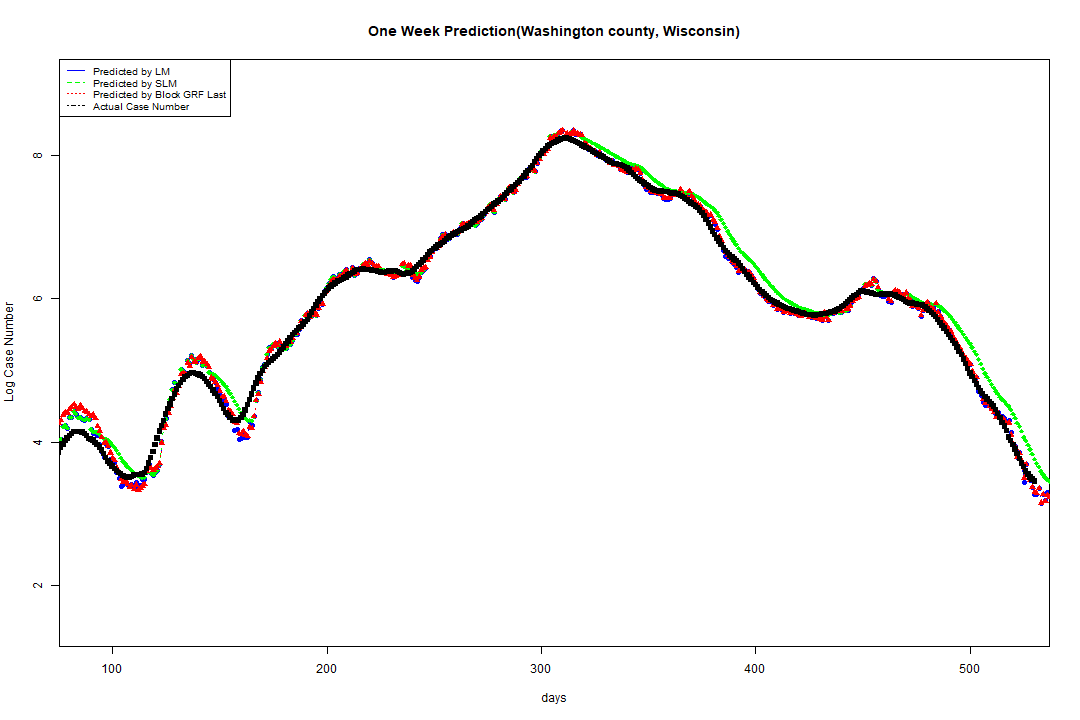 One Week Prediction(Washington county, Wisconsin)
Predicted by LM
Predicted by SLM
Predicted by Block GRF Last
Actual Case Number
Log Case Number
8
6
4
2
100 200 300 400 500
days